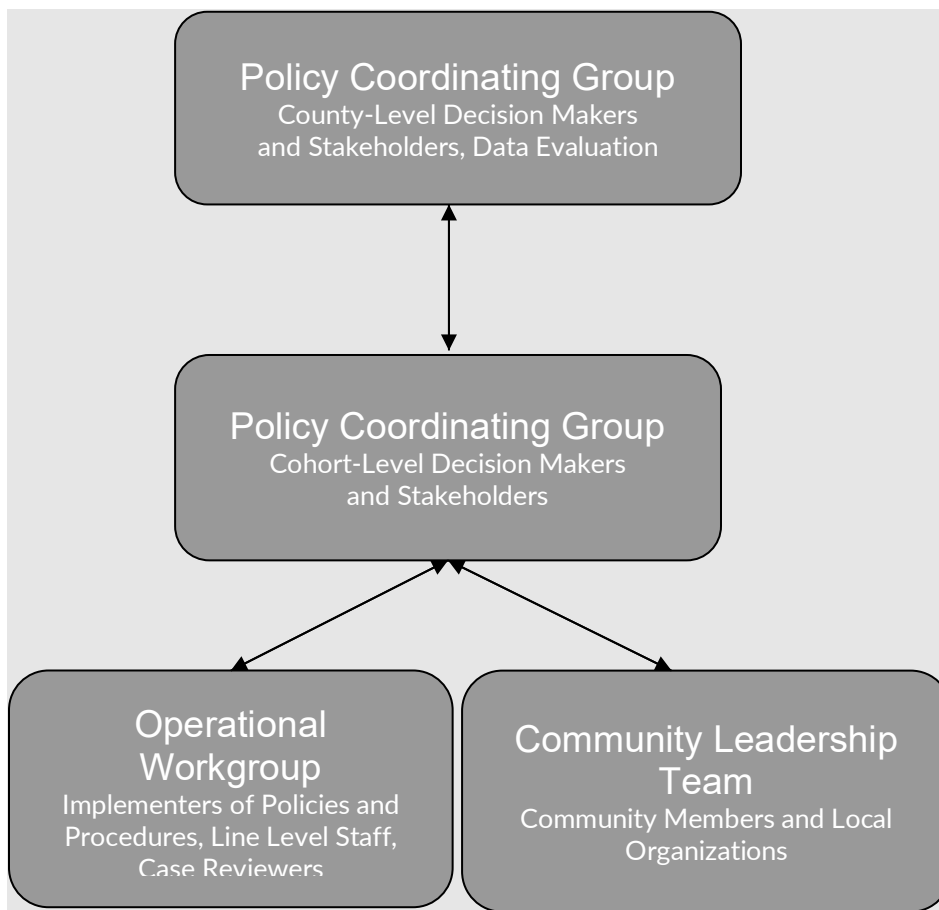 Policy Coordinating Group
County-Level Decision Makers
and Stakeholders, Data Evaluation
Policy Coordinating Group
Cohort-Level Decision Makers
and Stakeholders
Operational
Workgroup
Implementers of Policies and
Procedures, Line Level Staff,
Case Reviewers
Community Leadership
Team
Community Members and Local
Organizations